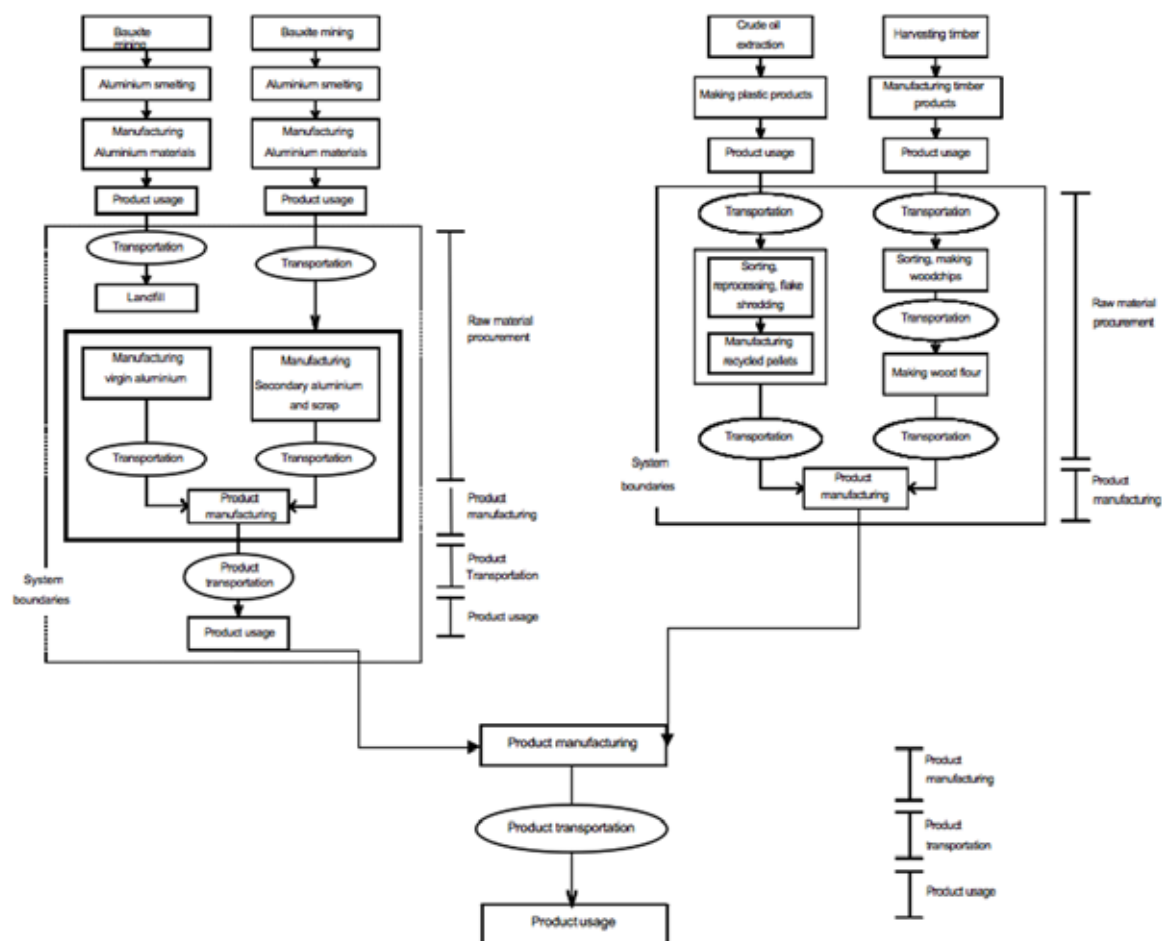 Bauxite
mining
Bauxite mining
Aluminium smelting
Aluminium smelting
Manufacturing
Aluminium materials
Manufacturing
Aluminium materials
Product usage
Product usage
Transportation
Transportation
Landfill
Manufacturing
virgin aluminium
Manufacturing
Secondary aluminium
and scrap
Transportation
Transportation
Product
manufacturing
Product
transportation
Product usage
System
boundaries
Raw material
procurement
Product
manufacturing
Product
Transportation
Product usage
Crude oil
extraction
Harvesting timber
Making plastic products
Manufacturing timber
products
Product usage
Product usage
Transportation
Transportation
Sorting,
reprocessing, flake
shredding
Sorting, making
woodchips
Transportation
Manufacturing
recycled pellets
Making wood flour
Transportation
Transportation
System
boundaries
Product
manufacturing
Raw material
procurement
Product
manufacturing
Product manufacturing
Product transportation
Product usage
Product
manufacturing
Product
transportation
Product usage